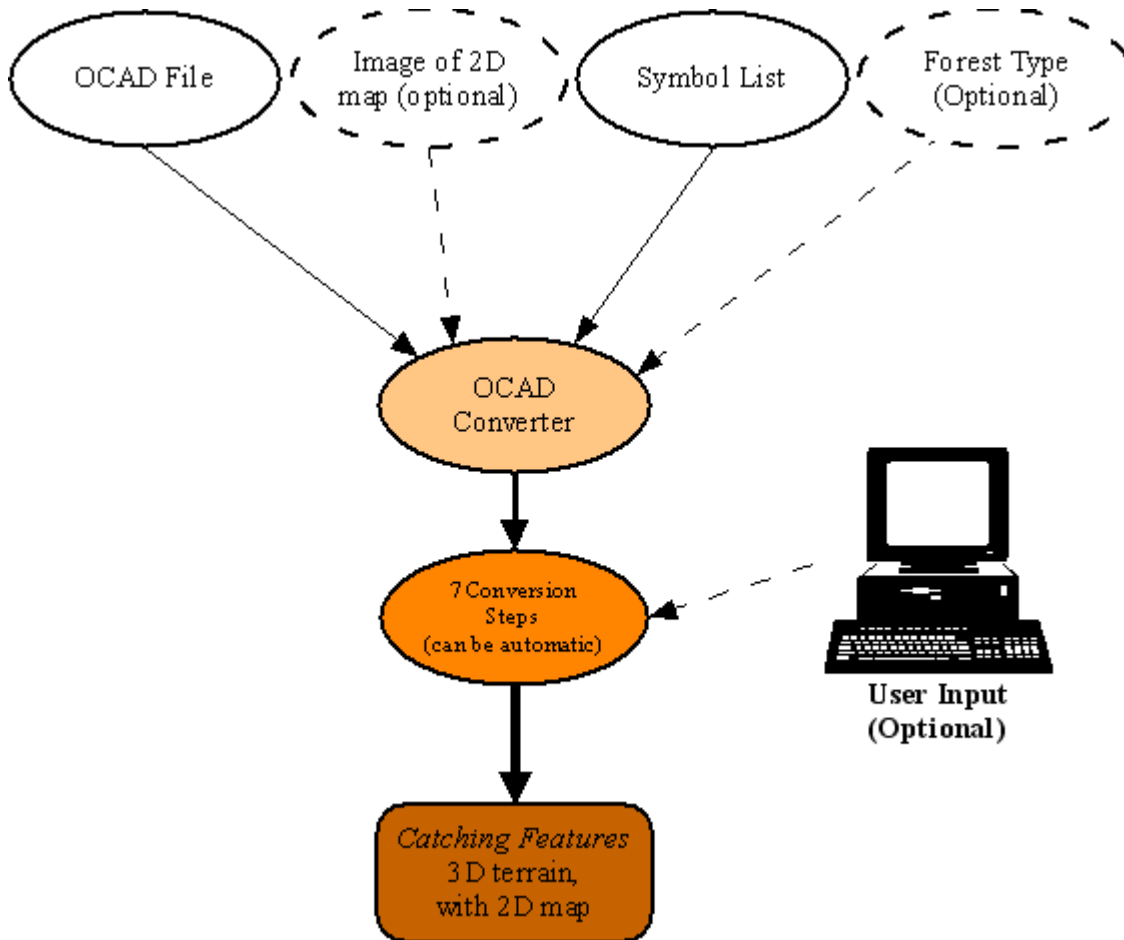 OCAD File
Image of 2D
map (optional)
Symbol List
Forest Type
(Optional)
OCAD
Converter
7 Conversion
Steps
(can be automatic)
User Input
(Optional)
Catching Features
3D terrain,
with 2D map